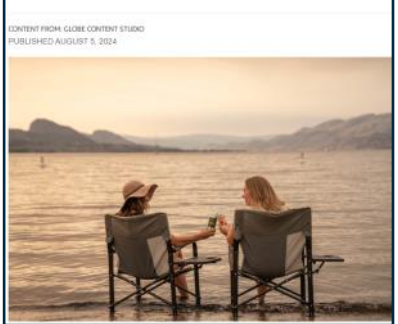 CONTENT FROM: GLOBE CONTENT STUDIO
PUBLISHED AUGUST 5, 2024